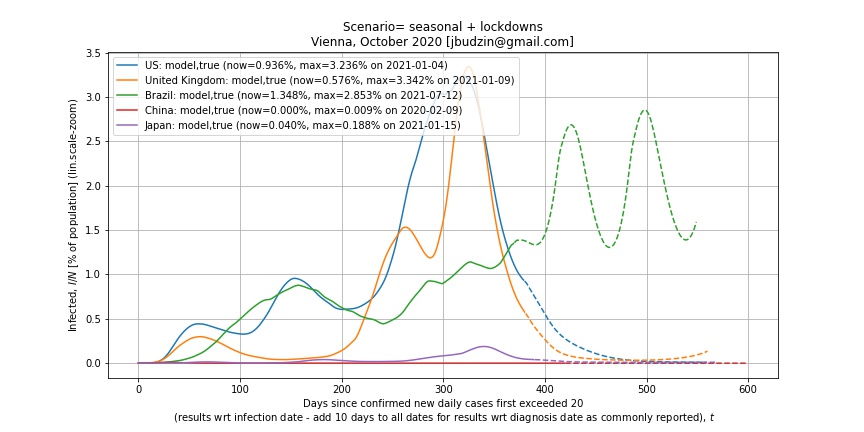 Scenario= seasonal + lockdowns
Vienna, October 2020 [jbudzin@gmail.com]
US: model,true (now=0.936%, max=3.236% on 2021-01-04)
United Kingdom: model,true (now=0.576%, max=3.342% on 2021-01-09)
Brazil: model,true (now=1.348%, max=2.853% on 2021-07-12)
China: model,true (now=0.000%, max=0.009% on 2020-02-09)
Japan: model,true (now=0.040%, max=0.188% on 2021-01-15)
Infected, I/N [% of population] (lin.scale-zoom)
3.5
3.0
2.5
2.0
1.5
1.0
0.5
0.0
0 100 200 300 400 500 600
Days since confirmed new daily cases first exceeded 20
(results wrt infection date - add 10 days to all dates for results wrt diagnosis date as commonly reported), t